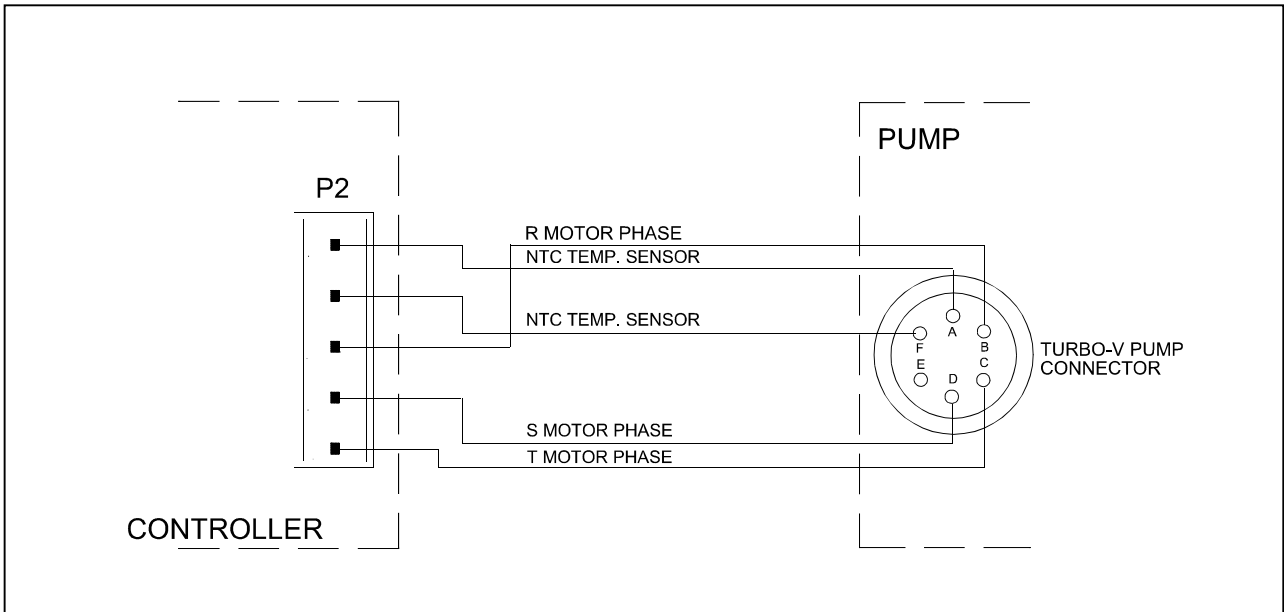 PUMP
P2
R MOTOR PHASE
NTC TEMP. SENSOR
NTC TEMP. SENSOR
A
F
B
E
D
C
TURBO-V PUMP
CONNECTOR
S MOTOR PHASE
T MOTOR PHASE
CONTROLLER